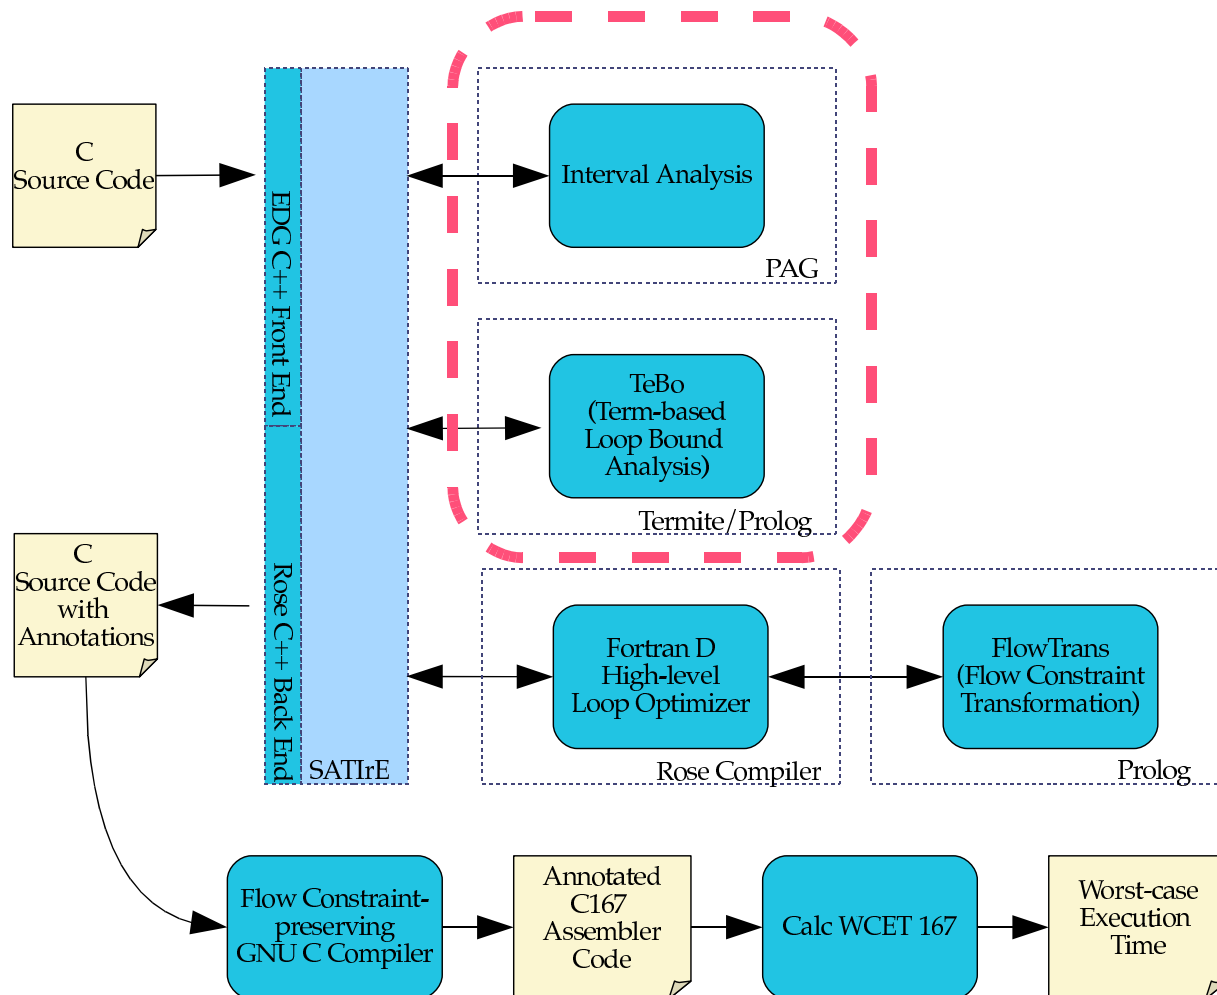 C
Source Code
EDG C++ Front End
Interval Analysis
PAG
TeBo
(Term-based
Loop Bound
Analysis)
Termite/Prolog
C
Source Code
with
Annotations
Rose C++ Back End
SATIrE
Fortran D
High-level
Loop Optimizer
Rose Compiler
FlowTrans
(Flow Constraint
Transformation)
Prolog
Flow Constraint-
preserving
GNU C Compiler
Annotated
C167
Assembler
Code
Calc WCET 167
Worst-case
Execution
Time